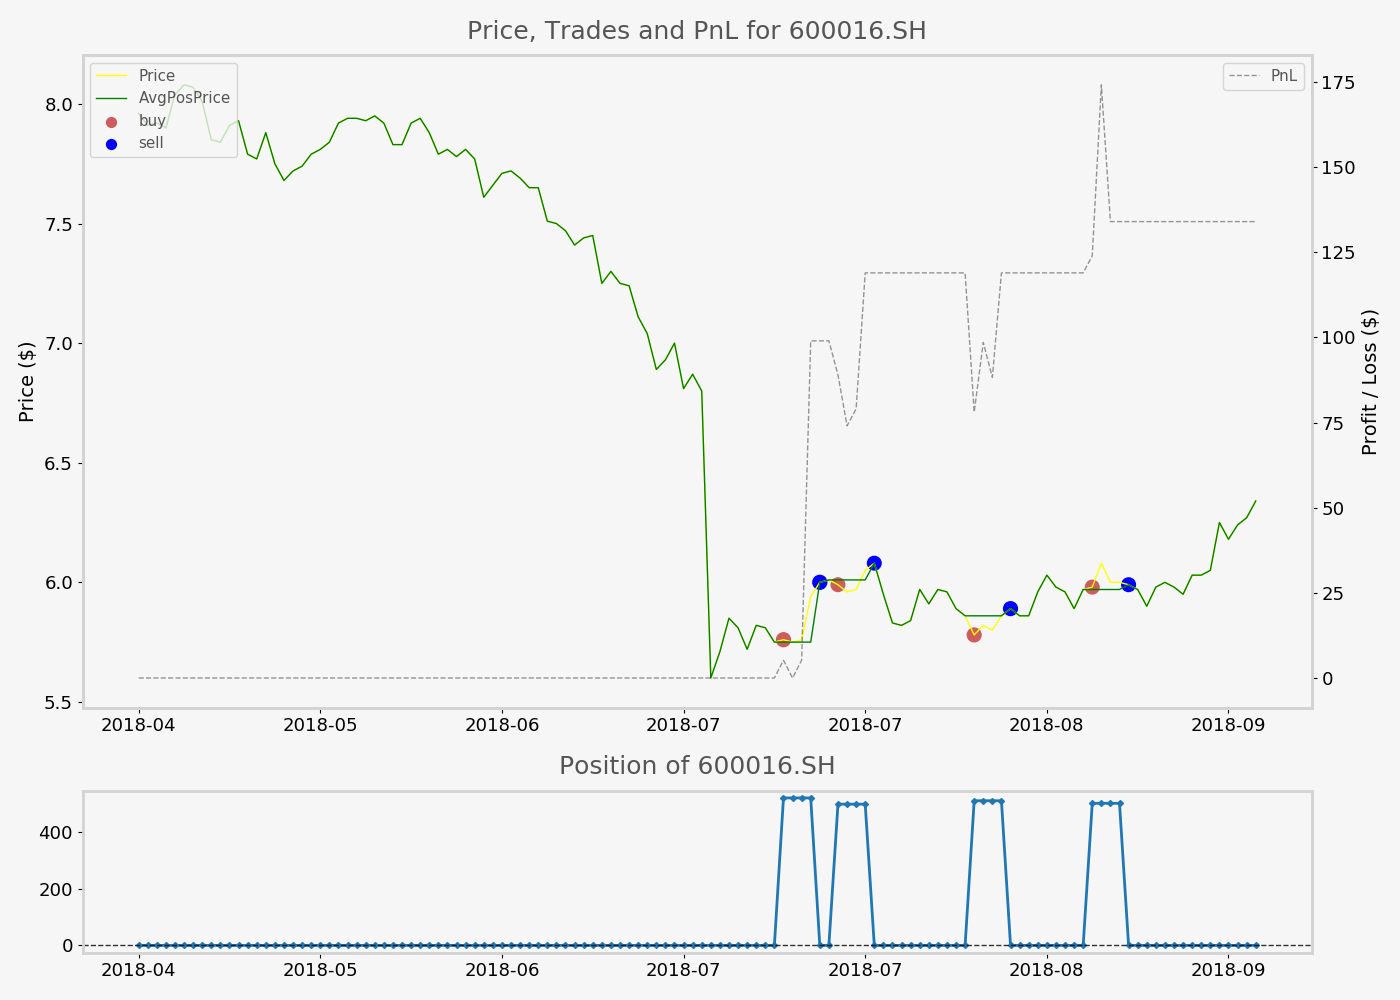 Price, Trades and PnL for 600016.SH
Price
AvgPosPrice
buy
sell
PnL
8.0
7.5
7.0
6.5
6.0
5.5
Price ($)
175
150
125
100
75
50
25
0
Profit / Loss ($)
2018-04 2018-05 2018-06 2018-07 2018-07 2018-08 2018-09
Position of 600016.SH
400
200
0
2018-04 2018-05 2018-06 2018-07 2018-07 2018-08 2018-09